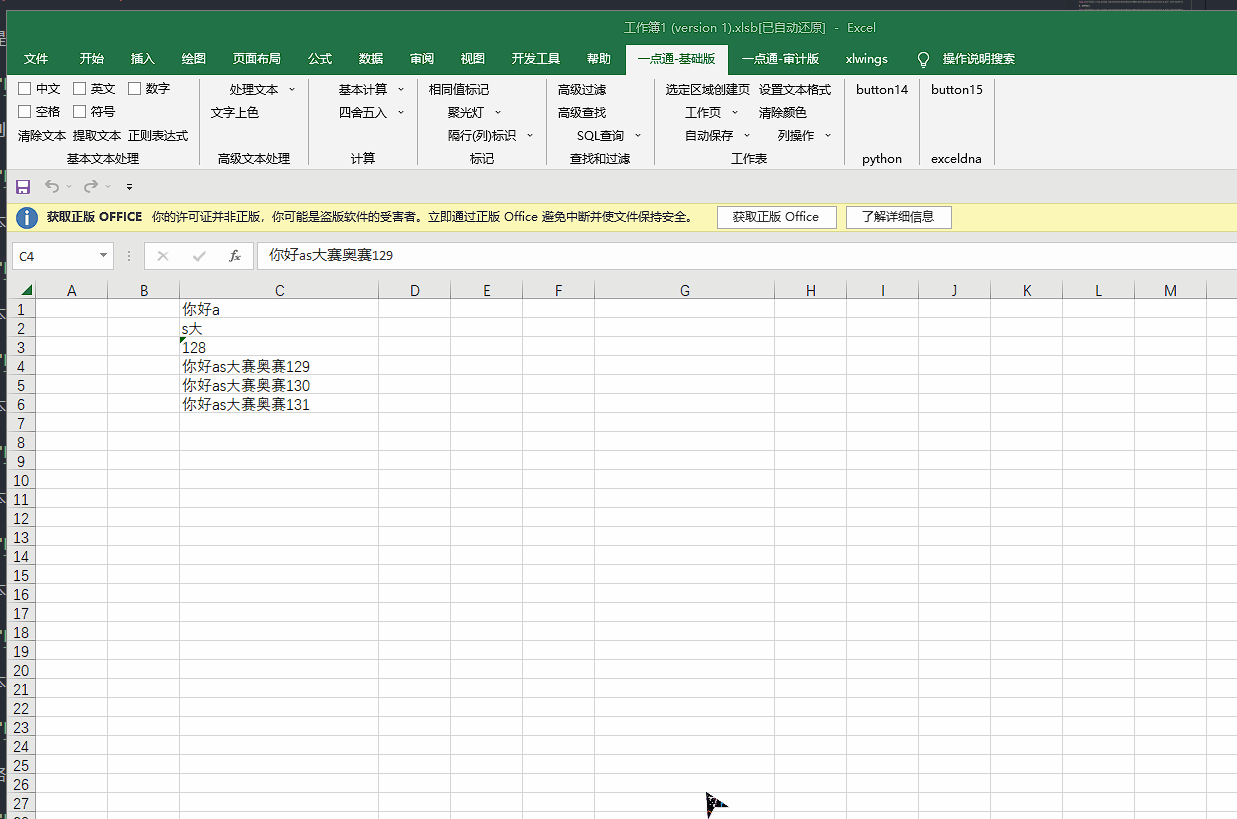 工作簿1 (version 1).xlsb[已自动还原] - Excel
文件 开始 插入 绘图 页面布局 公式 数据 审阅 视图 开发工具 帮助 一点通-基础版 一点通-审计版 xlwings 操作说明搜索
中文 英文 数字 处理文本 基本计算 相同值标记 高级过滤 选定区域创建页 设置文本格式 button14 button15
空格 符号 文字上色 四舍五入 聚光灯 高级查找 工作页 清除颜色
清除文本 提取文本 正则表达式 隔行(列)标识 SQL查询 自动保存 列操作
基本文本处理 高级文本处理 计算 标记 查找和过滤 工作表 python exceldna
获取正版 OFFICE 你的许可证并非正版，你可能是盗版软件的受害者。立即通过正版 Office 避免中断并使文件保持安全。 获取正版 Office 了解详细信息
C4 fx 你好as大赛奥赛129
A B C D E F G H I J K L M
1 你好a
2 s大
3 128
4 你好as大赛奥赛129
5 你好as大赛奥赛130
6 你好as大赛奥赛131
7
8
9
10
11
12
13
14
15
16
17
18
19
20
21
22
23
24
25
26
27